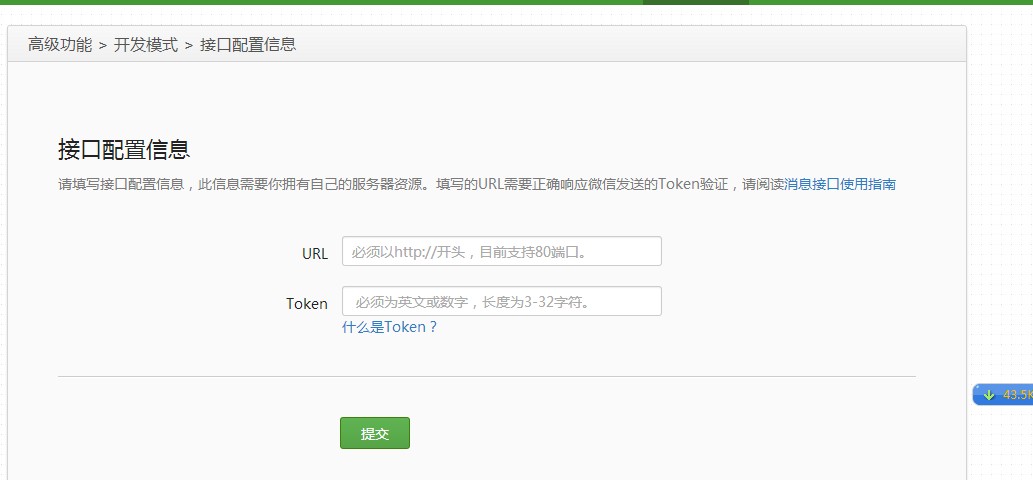 高级功能 > 开发模式 > 接口配置信息
接口配置信息
请填写接口配置信息，此信息需要你拥有自己的服务器资源。填写的URL需要正确响应微信发送的Token验证，请阅读消息接口使用指南
URL 必须以http://开头，目前支持80端口。
Token 必须为英文或数字，长度为3-32字符。
什么是Token？
43.5K
提交